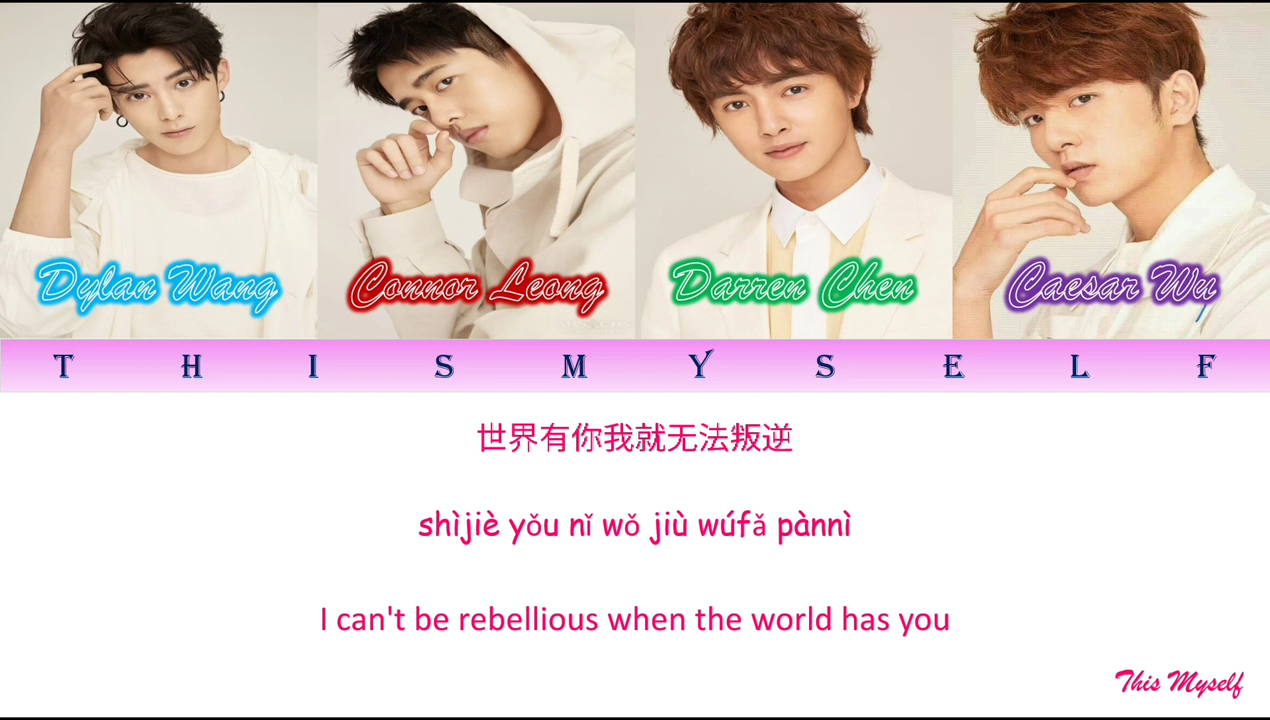 Dylan Wang
Connor Leong
Darren Chen
Caesar Wu
T H I S M Y S E L F
世界有你我就无法叛逆
shìjiè yǒu nǐ wǒ jiù wúfǎ pànnì
I can't be rebellious when the world has you
This Myself